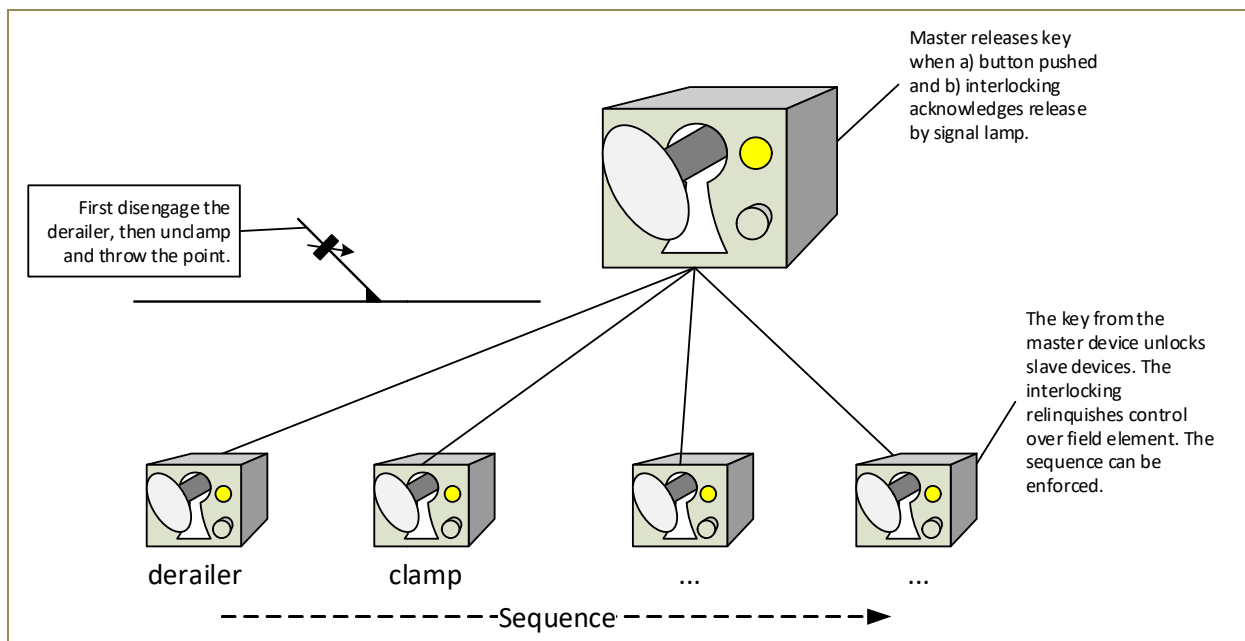 Master releases key
when a) button pushed
and b) interlocking
acknowledges release
by signal lamp.
First disengage the
derailer, then unclamp
and throw the point.
The key from the
master device unlocks
slave devices. The
interlocking
relinquishes control
over field element. The
sequence can be
enforced.
derailer
clamp
...
...
Sequence